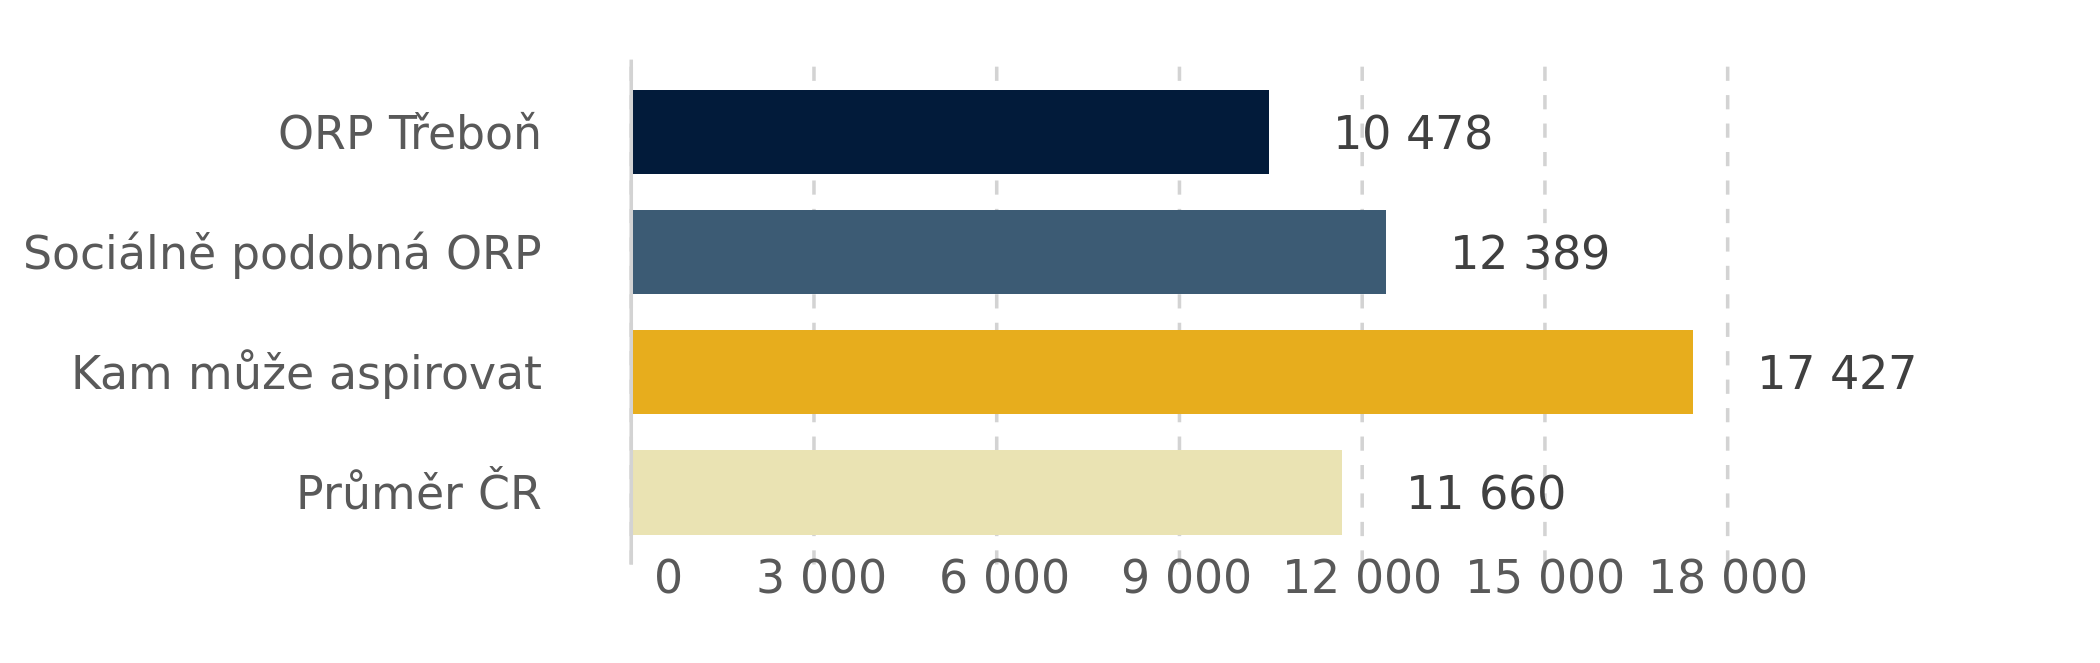 ORP Třeboň 10 478
Sociálně podobná ORP 12 389
Kam může aspirovat 17 427
Průměr ČR 11 660
0 3 000 6 000 9 000 12 000 15 000 18 000